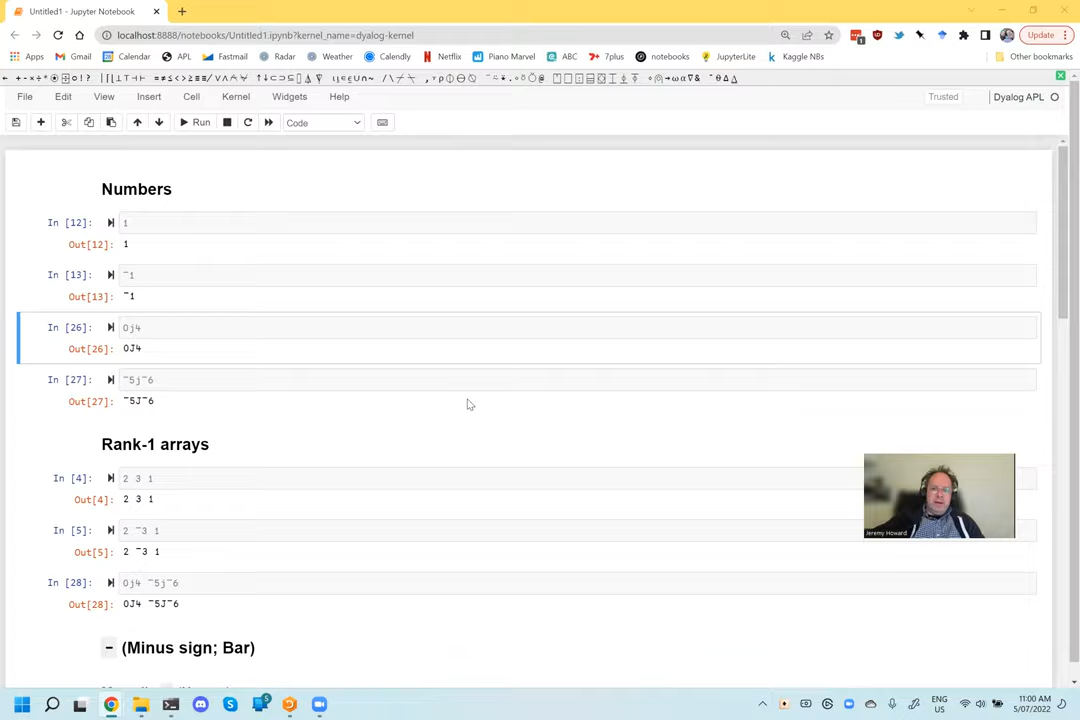 Untitled1 - Jupyter Notebook
localhost:8888/notebooks/Untitled1.ipynb?kernel_name=dyalog-kernel
Update
Apps Gmail Calendar APL Fastmail Radar Weather Calendly Netflix Piano Marvel ABC 7plus notebooks JupyterLite Kaggle NBs Other bookmarks
File Edit View Insert Cell Kernel Widgets Help Trusted Dyalog APL
Run Code
Numbers
In [12]: 1
Out[12]: 1
In [13]: ¯1
Out[13]: ¯1
In [26]: 0j4
Out[26]: 0J4
In [27]: ¯5j¯6
Out[27]: ¯5J¯6
Rank-1 arrays
In [4]: 2 3 1
Out[4]: 2 3 1
In [5]: 2 ¯3 1
Out[5]: 2 ¯3 1
In [28]: 0j4 ¯5j¯6
Out[28]: 0J4 ¯5J¯6
Jeremy Howard
- (Minus sign; Bar)
ENG
US
11:00 AM
5/07/2022